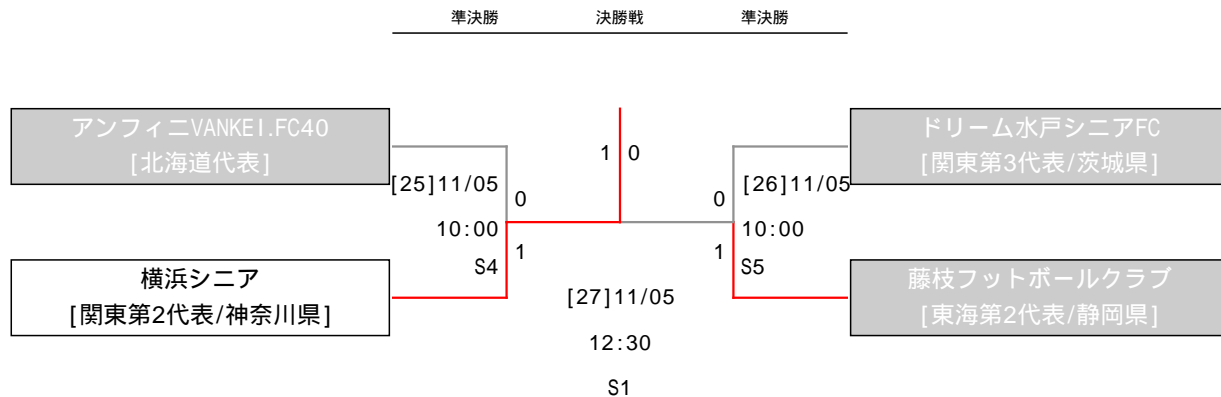 準決勝 決勝戦 準決勝
アンフィニVANKEI.FC40
[北海道代表]
ドリーム水戸シニアFC
[関東第3代表/茨城県]
1 0
[25]11/05
0
10:00
1
S4
0
[26]11/05
10:00
1
S5
横浜シニア
[関東第2代表/神奈川県]
藤枝フットボールクラブ
[東海第2代表/静岡県]
[27]11/05
12:30
S1